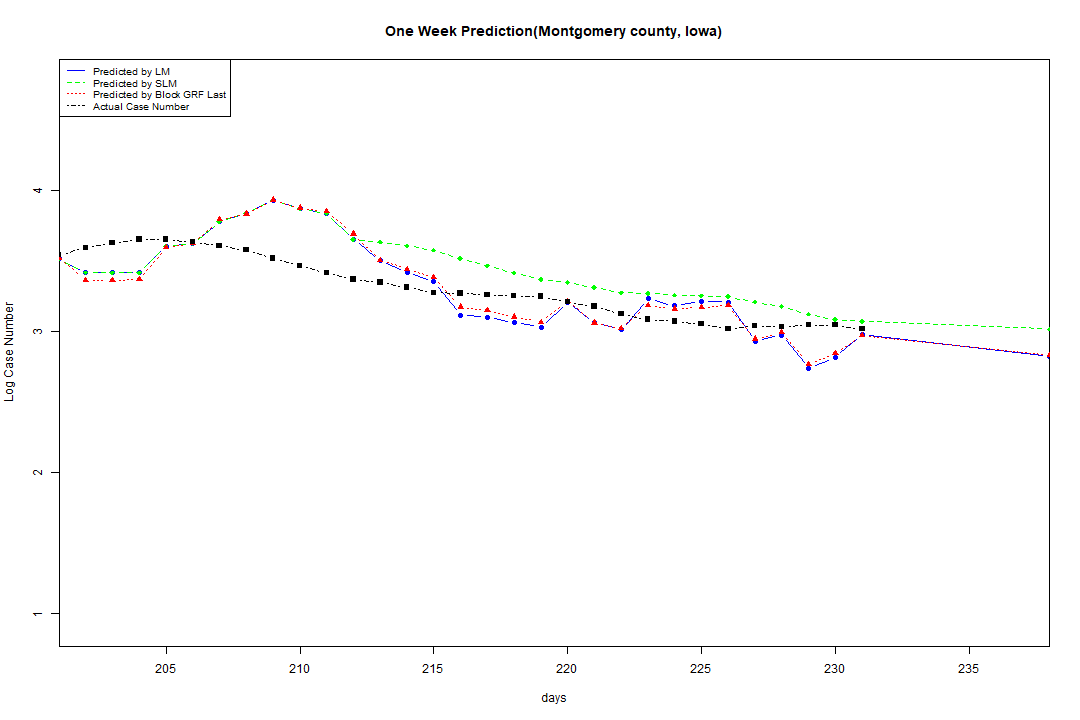 One Week Prediction(Montgomery county, Iowa)
Predicted by LM
Predicted by SLM
Predicted by Block GRF Last
Actual Case Number
Log Case Number
4
3
2
1
205 210 215 220 225 230 235
days